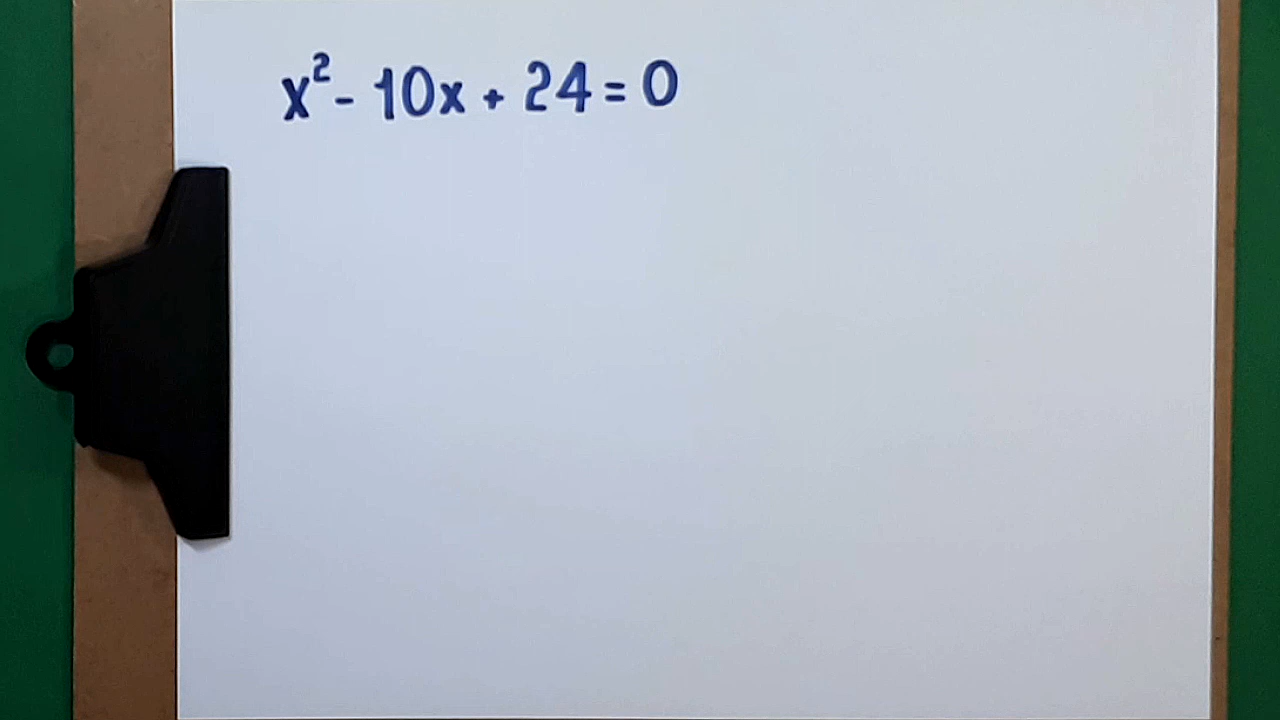 x² - 10x + 24 = 0